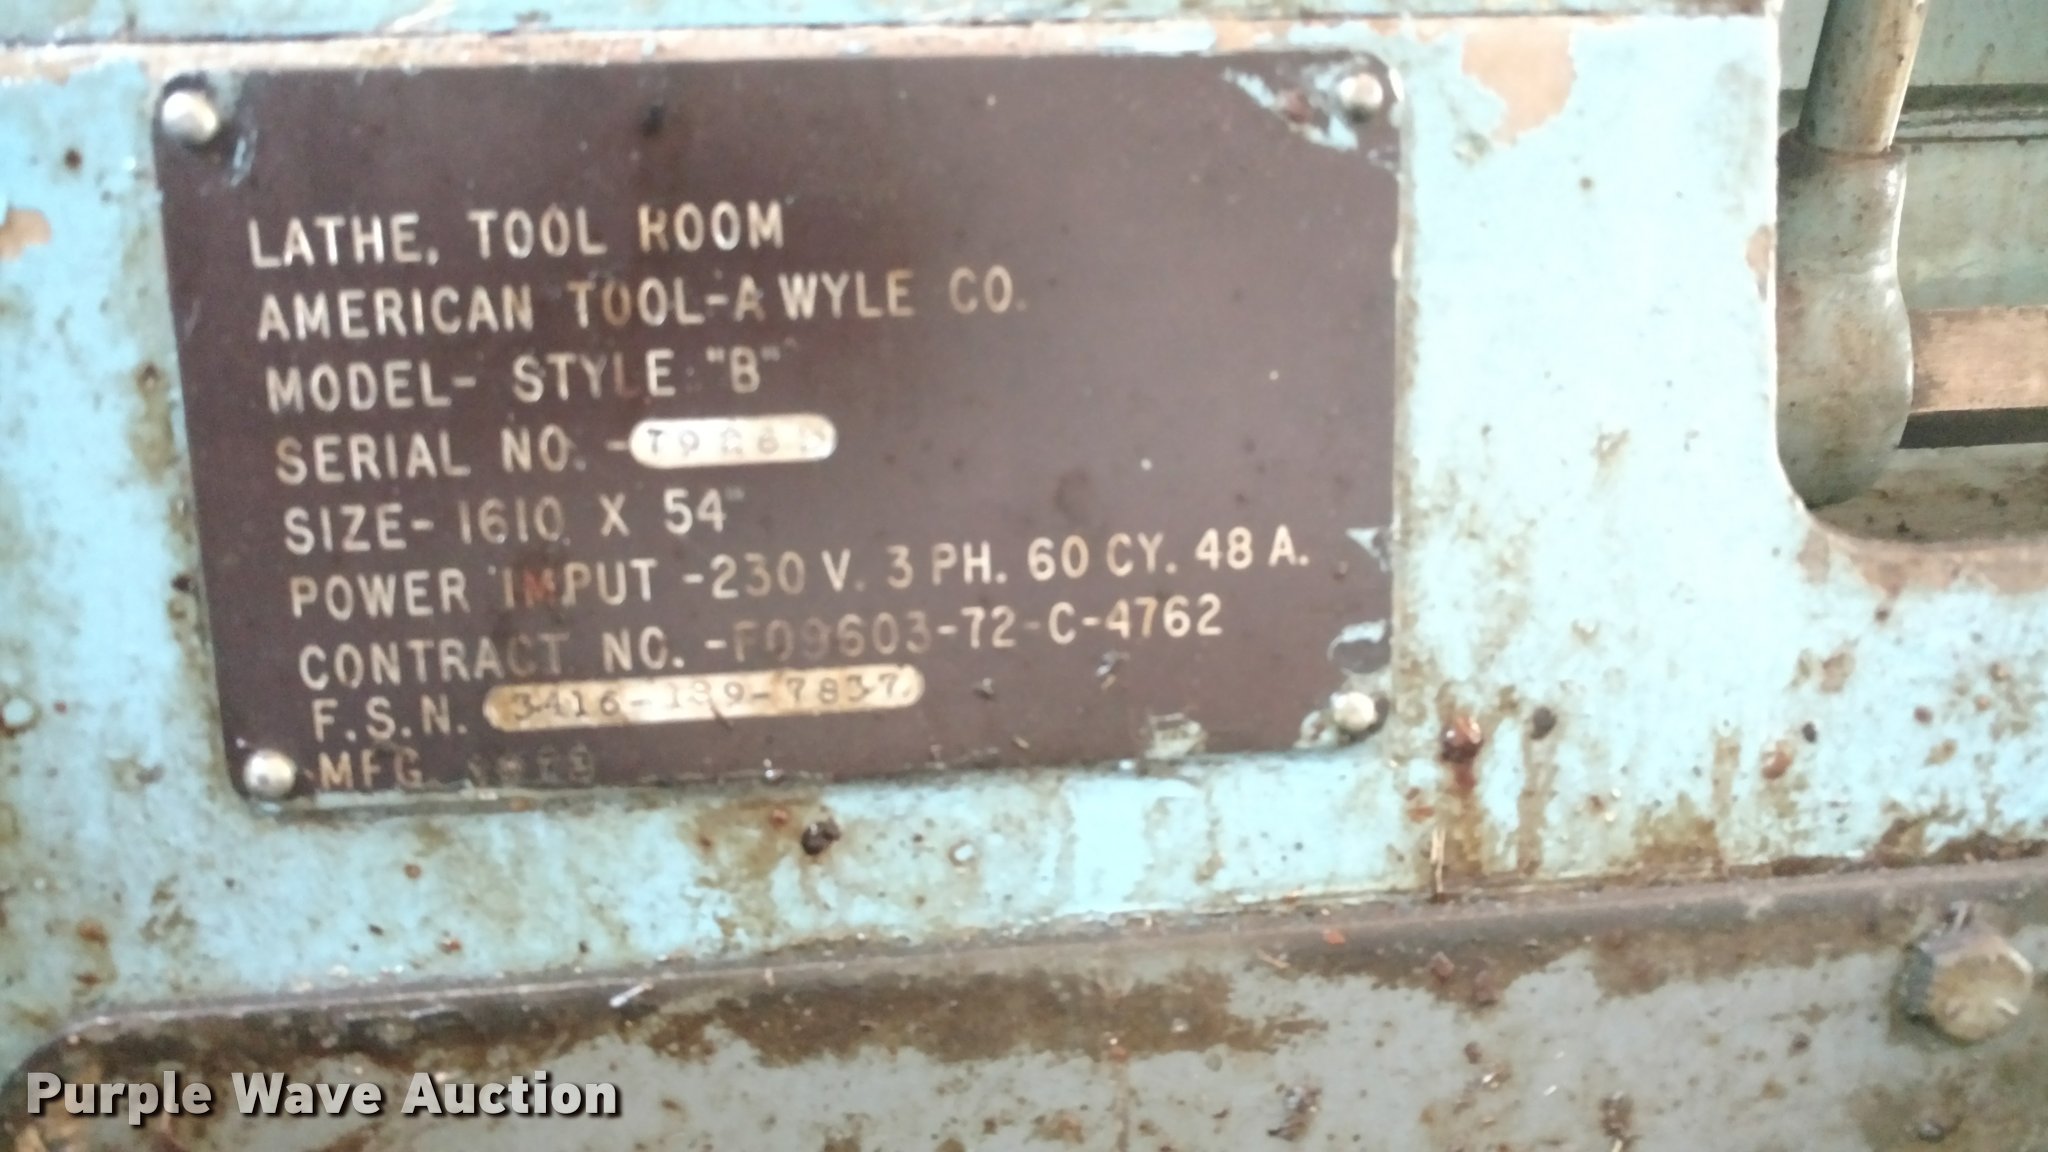 LATHE, TOOL ROOM
AMERICAN TOOL-A WYLE CO.
MODEL- STYLE "B"
SERIAL NO. -
SIZE- 1610 X 54"
POWER IMPUT -230 V. 3 PH. 60 CY. 48 A.
CONTRACT NO. -F09603-72-C-4762
F.S.N. 3416-189-7837
MFG.
Purple Wave Auction